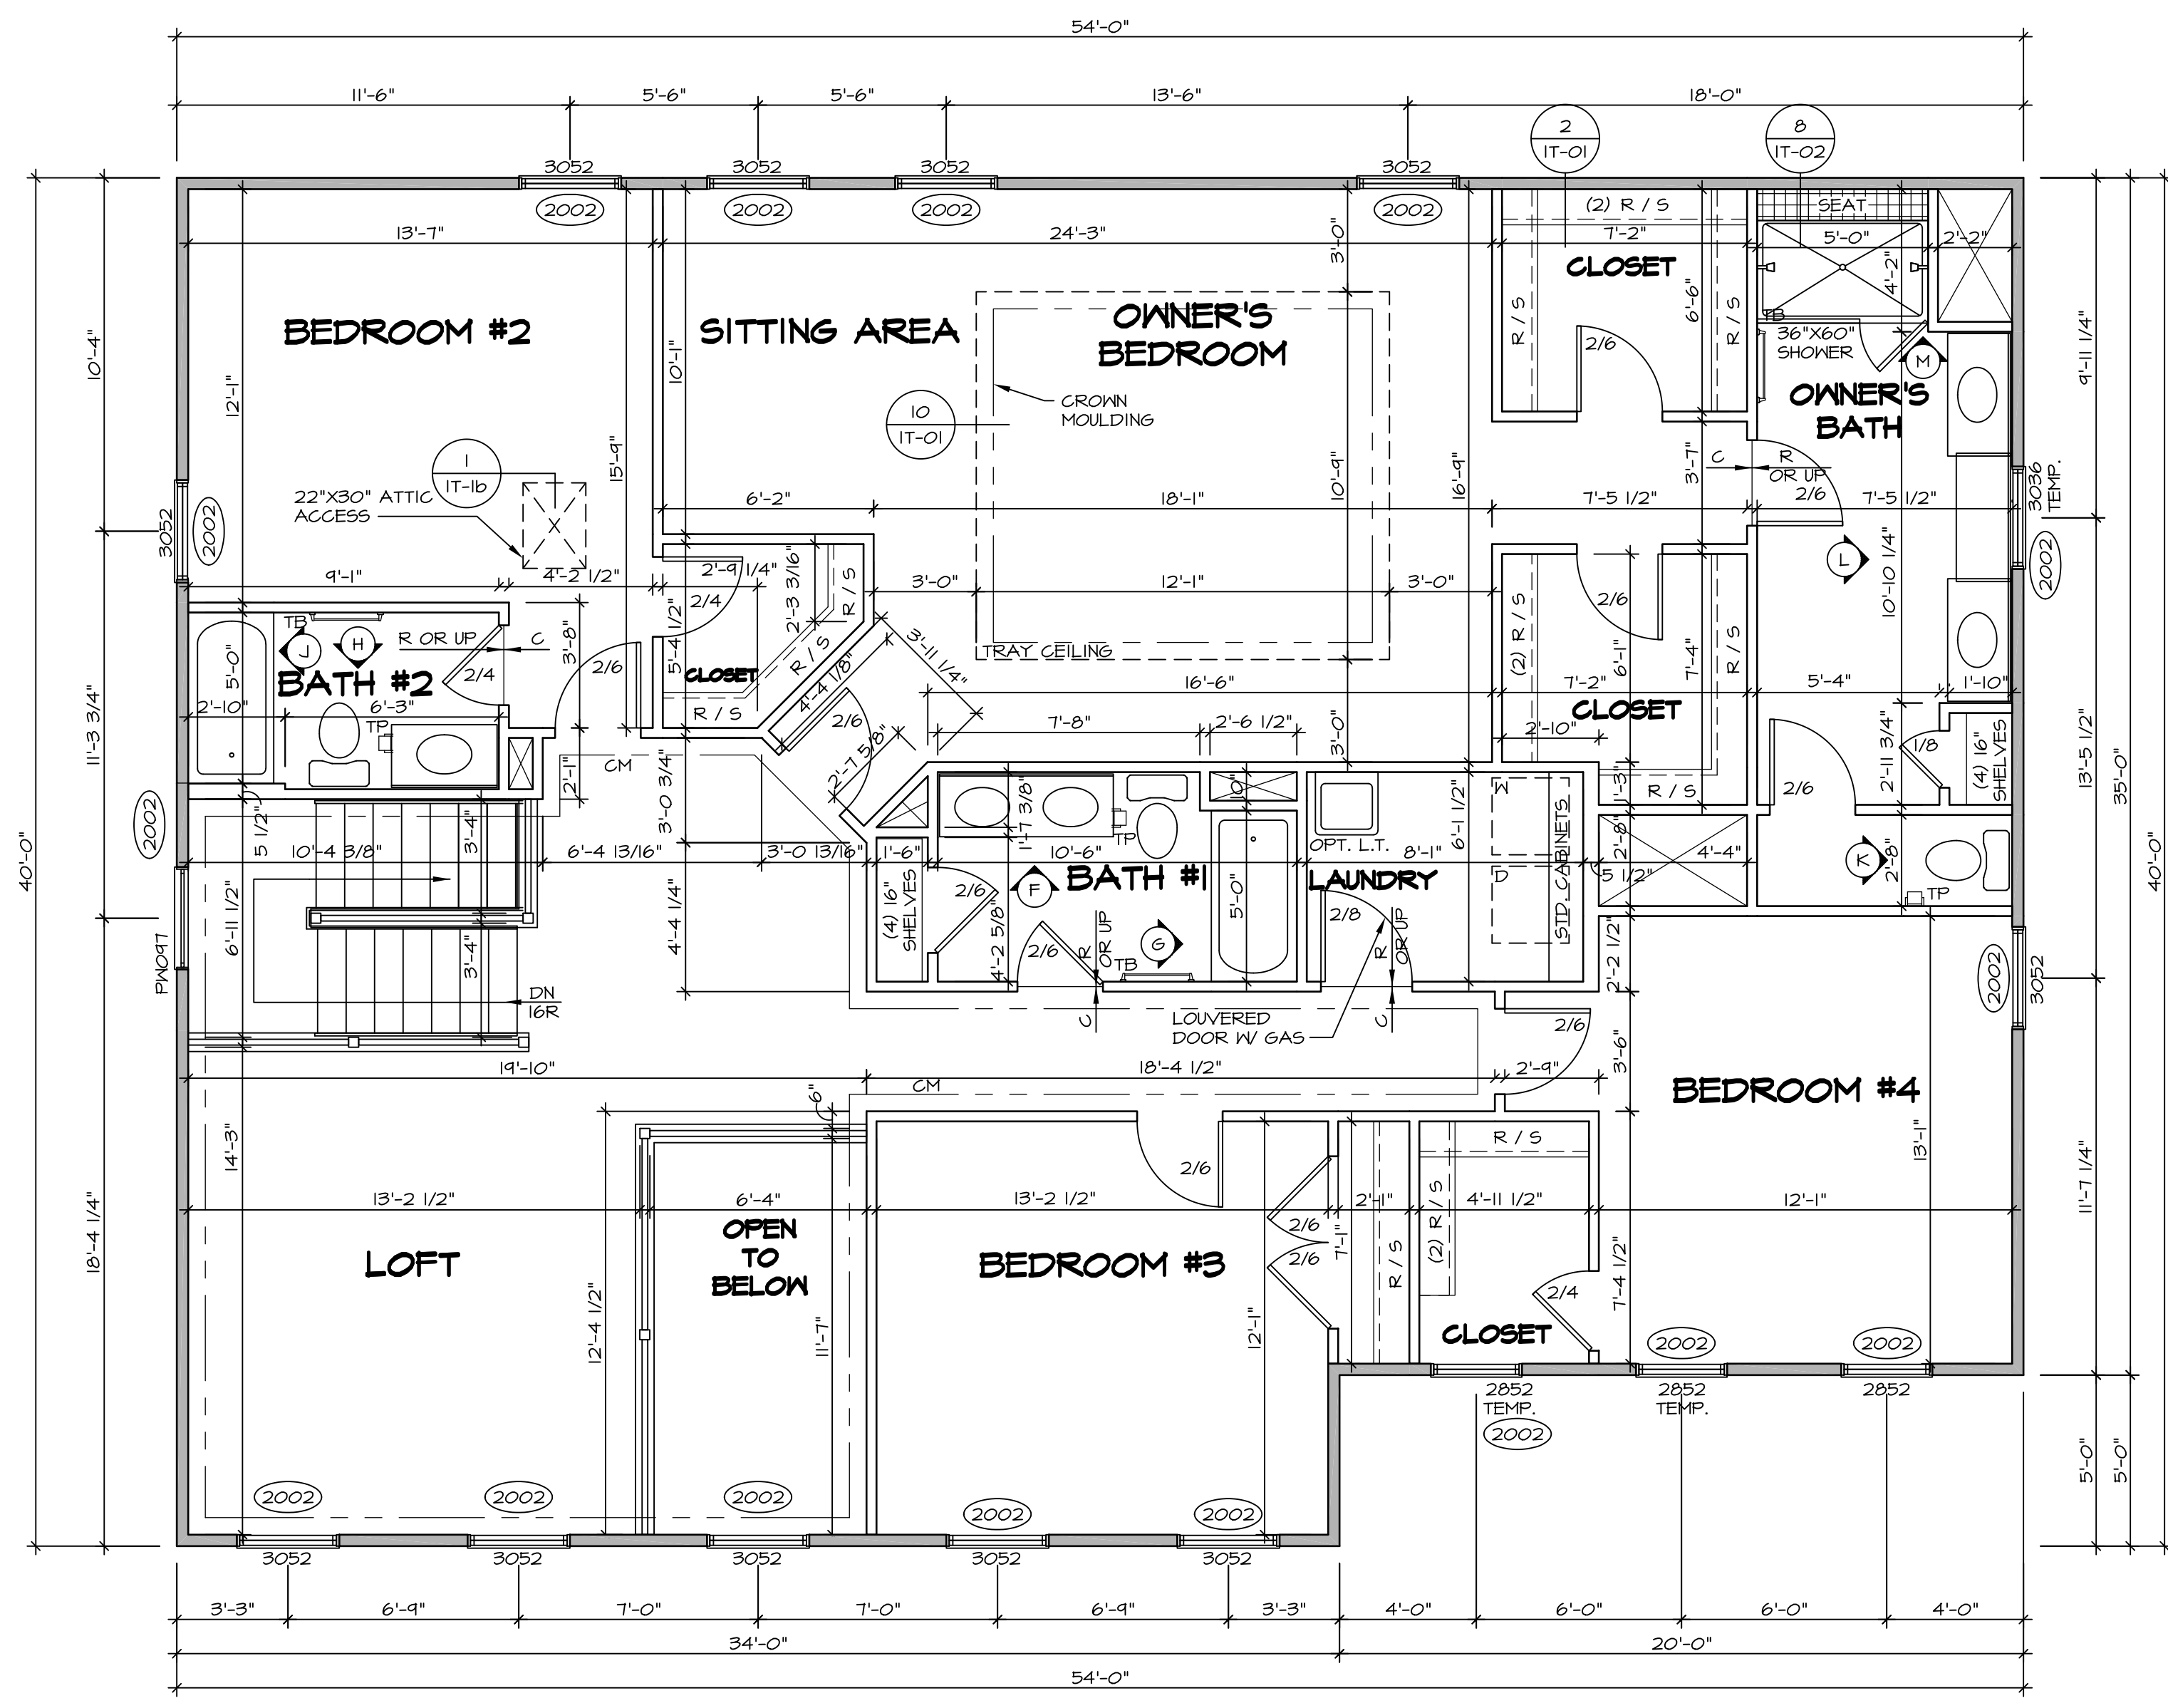 54'-0"
11'-6" 5'-6" 5'-6" 13'-6" 18'-0"
2 8
IT-01 IT-02
3052 3052 3052 3052
2002 2002 2002 2002
(2) R / S SEAT
13'-7" 24'-3" 3'-0" 7'-2" 5'-0" 2'-2"
CLOSET
4'-2"
R / S 6'-6" R / S
BEDROOM #2 SITTING AREA OWNER'S
BEDROOM
TB
36"X60"
SHOWER
2/6
M
10'-4" 12'-1" 10'-1" 9'-11 1/4"
CROWN
MOULDING
OWNER'S
BATH
10
IT-01
1
IT-1b
15'-9" 10'-9" 16'-9" 3'-7"
C R
OR UP
2/6
22"X30" ATTIC
ACCESS
3036
TEMP.
2002
3052
2002
6'-2" 18'-1" 7'-5 1/2" 7'-5 1/2"
L
10'-10 1/4"
9'-1" 4'-2 1/2" 2'-9 1/4" 2'-3 3/16" R / S 3'-0" 12'-1" 3'-0"
2/4 2/6
(2) R / S 6'-1" 7'-4" R / S
TB
J H R OR UP C
3'-8" 5'-4 1/2"
2/4 2/6
R / S
3'-11 1/4"
TRAY CEILING
5'-0"
BATH #2 CLOSET
4'-4 1/8"
16'-6" 7'-2" 5'-4" 1'-10"
2'-10" 6'-3" R / S
CLOSET
TP
2/6
7'-8" 2'-6 1/2" 3'-0" 2'-10"
11'-3 3/4"
2'-7 5/8"
CM
2'-1" 3'-0 3/4"
1/8
(4) 16"
SHELVES
2'-11 3/4"
13'-5 1/2"
35'-0"
2/6
1'-3" R / S
W
1'-7 3/8" 10"
6'-1 1/2"
STD. CABINETS
TP
OPT. L.T.
2002
5 1/2" 3'-4"
40'-0"
10'-4 3/8" 6'-4 13/16" 3'-0 13/16" 1'-6" 10'-6" 8'-1" 2'-8" 4'-4"
5 1/2"
K
2'-8"
TP
40'-0"
BATH #1 LAUNDRY
D
2/6 F
(4) 16"
SHELVES
5'-0"
2/8
6'-11 1/2" 3'-4" 4'-4 1/4"
4'-2 5/8" 2/6
R
OR UP
G
TB
R
OR UP
2'-2 1/2"
2002
3052
PW097
DN
16R
C C
LOUVERED
DOOR W/ GAS
2/6
3'-6"
19'-10" 18'-4 1/2" 2'-9"
CM
6"
BEDROOM #4
14'-3"
R / S
13'-1"
2/6
18'-4 1/4" 11'-7 1/4"
13'-2 1/2" 6'-4" 13'-2 1/2" 2'-1" 4'-11 1/2" 12'-1"
2/6
(2) R / S
OPEN
TO
BELOW
LOFT BEDROOM #3
7'-1"
2/6
R / S
7'-4 1/2"
2/4
12'-4 1/2" 11'-7" 12'-1"
CLOSET
2002 2002
2852 2852 2852
TEMP. TEMP.
2002
5'-0" 5'-0"
2002 2002 2002 2002 2002
3052 3052 3052 3052 3052
3'-3" 6'-9" 7'-0" 7'-0" 6'-9" 3'-3" 4'-0" 6'-0" 6'-0" 4'-0"
34'-0" 20'-0"
54'-0"